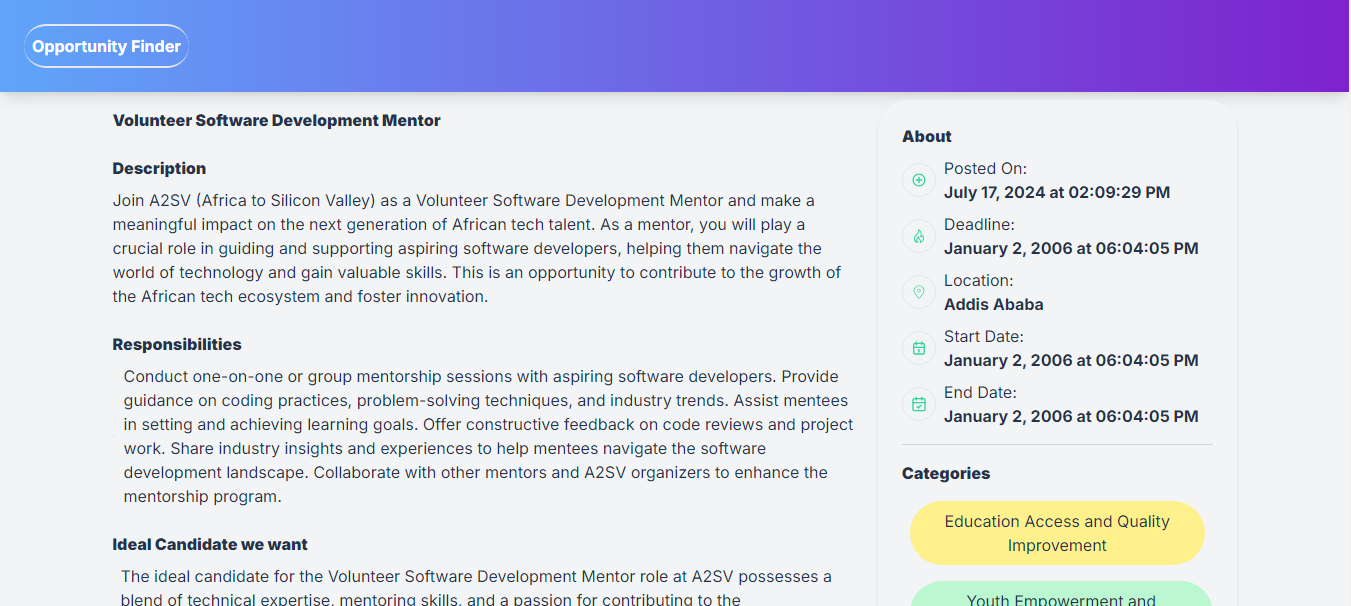 Opportunity Finder
Volunteer Software Development Mentor
Description
Join A2SV (Africa to Silicon Valley) as a Volunteer Software Development Mentor and make a
meaningful impact on the next generation of African tech talent. As a mentor, you will play a
crucial role in guiding and supporting aspiring software developers, helping them navigate the
world of technology and gain valuable skills. This is an opportunity to contribute to the growth of
the African tech ecosystem and foster innovation.
Responsibilities
Conduct one-on-one or group mentorship sessions with aspiring software developers. Provide
guidance on coding practices, problem-solving techniques, and industry trends. Assist mentees
in setting and achieving learning goals. Offer constructive feedback on code reviews and project
work. Share industry insights and experiences to help mentees navigate the software
development landscape. Collaborate with other mentors and A2SV organizers to enhance the
mentorship program.
Ideal Candidate we want
The ideal candidate for the Volunteer Software Development Mentor role at A2SV possesses a
blend of technical expertise, mentoring skills, and a passion for contributing to the
About
Posted On:
July 17, 2024 at 02:09:29 PM
Deadline:
January 2, 2006 at 06:04:05 PM
Location:
Addis Ababa
Start Date:
January 2, 2006 at 06:04:05 PM
End Date:
January 2, 2006 at 06:04:05 PM
Categories
Education Access and Quality
Improvement
Youth Empowerment and